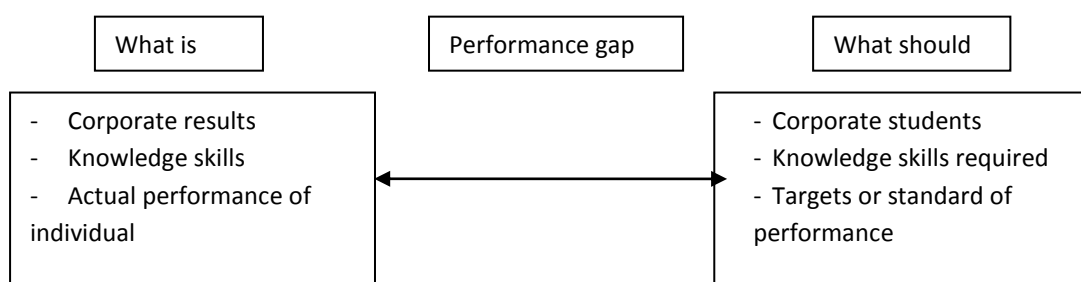 What is
Performance gap
What should
- Corporate results
- Knowledge skills
- Actual performance of
individual
- Corporate students
- Knowledge skills required
- Targets or standard of
performance